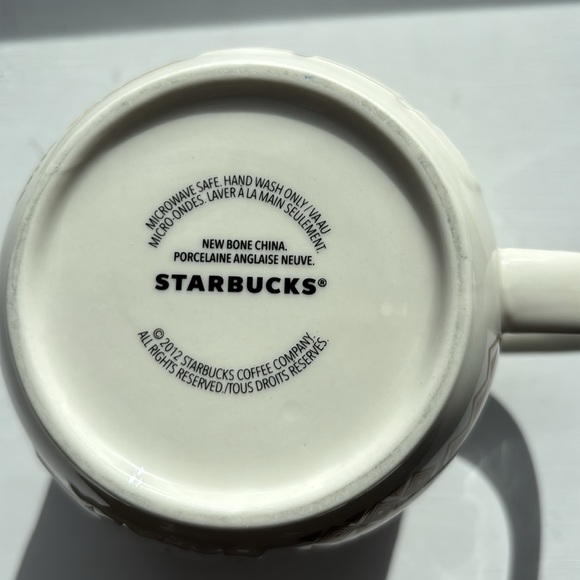 MICROWAVE SAFE. HAND WASH ONLY./VA AU
MICRO-ONDES. LAVER À LA MAIN SEULEMENT.
NEW BONE CHINA.
PORCELAINE ANGLAISE NEUVE.
STARBUCKS®
© 2012 STARBUCKS COFFEE COMPANY.
ALL RIGHTS RESERVED./TOUS DROITS RÉSERVÉS.